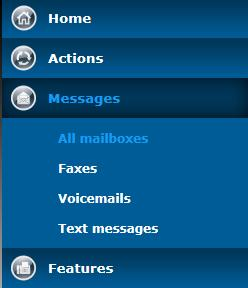 Home
Actions
Messages
All mailboxes
Faxes
Voicemails
Text messages
Features